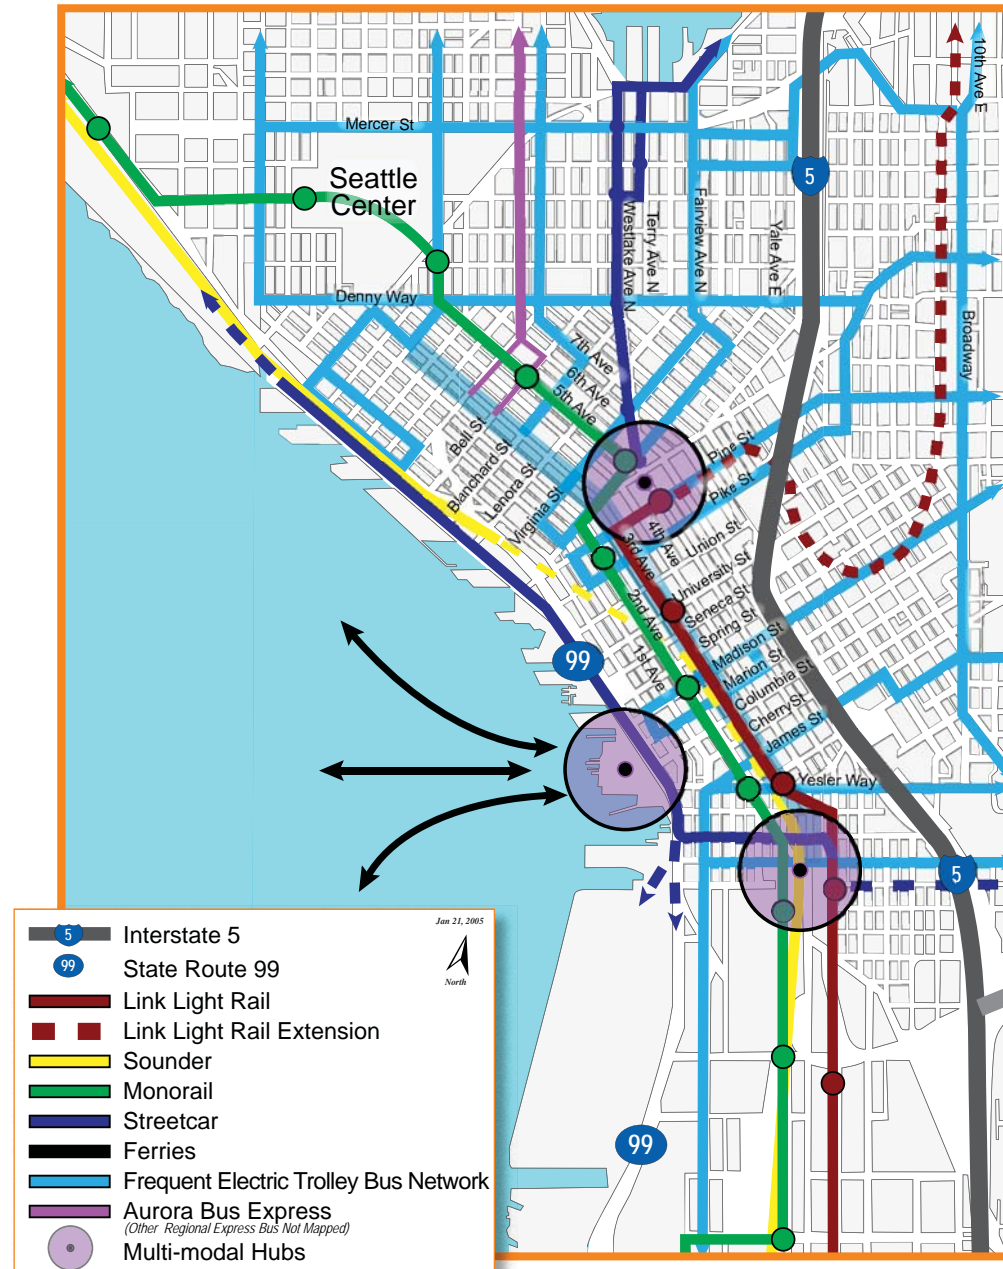 10th Ave E
Mercer St
5
Seattle
Center
Fairview Ave N
Terry Ave N
Westlake Ave N
Yale Ave E
Denny Way
Broadway
7th Ave
6th Ave
5th Ave
Bell St
Blanchard St
Lenora St
Virginia St
Pine St
Pike St
4th Ave
Union St
3rd Ave
University St
2nd Ave
Seneca St
Spring St
1st Ave
Madison St
Marion St
99
Columbia St
CherrySt
James St
Yesler Way
5
99
Jan 21, 2005
North
5 Interstate 5
99 State Route 99
Link Light Rail
Link Light Rail Extension
Sounder
Monorail
Streetcar
Ferries
Frequent Electric Trolley Bus Network
Aurora Bus Express
(Other Regional Express Bus Not Mapped)
Multi-modal Hubs